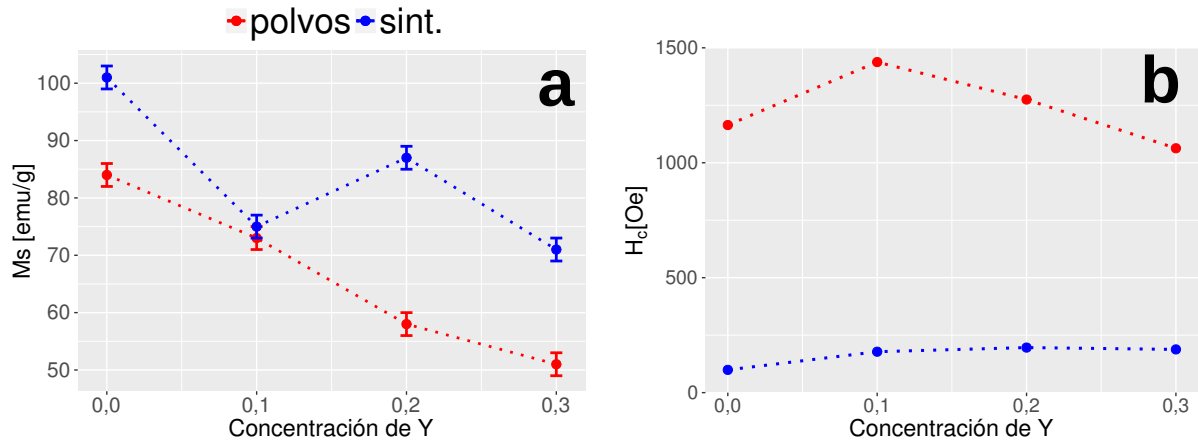 polvos sint.
a
100
90
80
70
60
50
Ms [emu/g]
0,0 0,1 0,2 0,3
Concentración de Y
b
1500
1000
500
0
Hc[Oe]
0,0 0,1 0,2 0,3
Concentración de Y